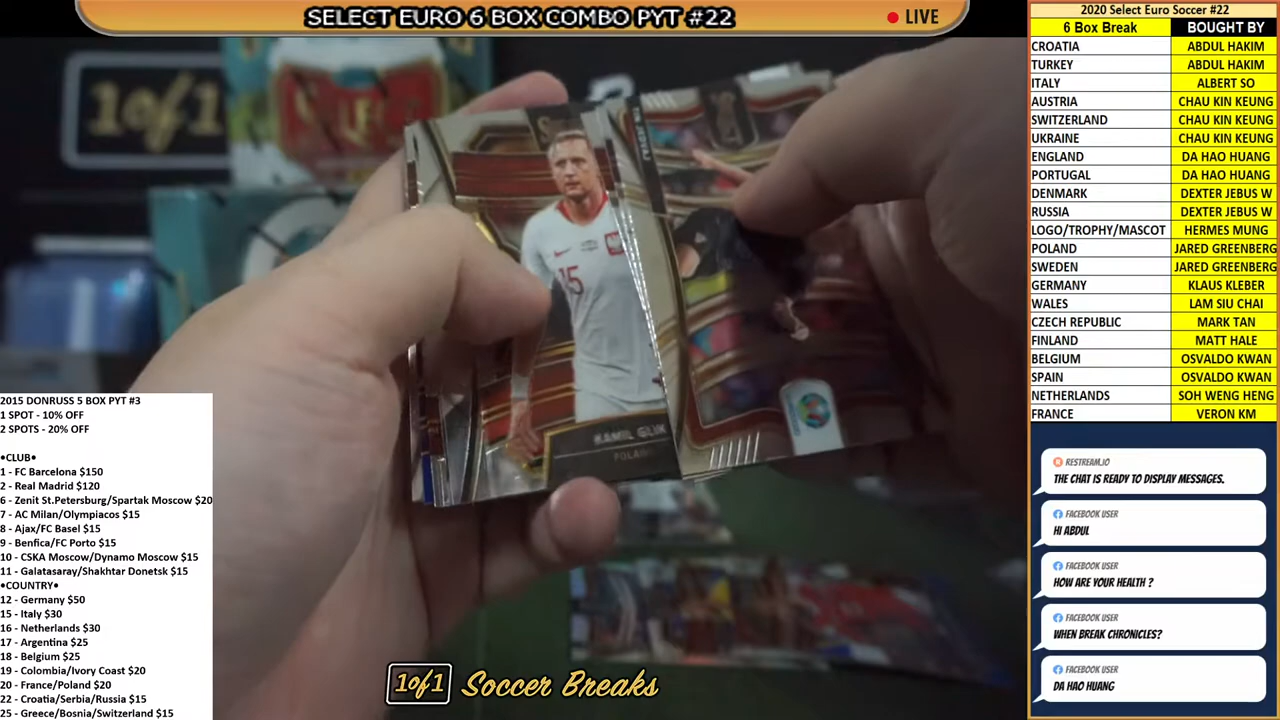 SELECT EURO 6 BOX COMBO PYT #22
LIVE
1of1
15
KAMIL GLIK
POLAND
2015 DONRUSS 5 BOX PYT #3
1 SPOT - 10% OFF
2 SPOTS - 20% OFF
•CLUB•
1 - FC Barcelona $150
2 - Real Madrid $120
6 - Zenit St.Petersburg/Spartak Moscow $20
7 - AC Milan/Olympiacos $15
8 - Ajax/FC Basel $15
9 - Benfica/FC Porto $15
10 - CSKA Moscow/Dynamo Moscow $15
11 - Galatasaray/Shakhtar Donetsk $15
•COUNTRY•
12 - Germany $50
15 - Italy $30
16 - Netherlands $30
17 - Argentina $25
18 - Belgium $25
19 - Colombia/Ivory Coast $20
20 - France/Poland $20
22 - Croatia/Serbia/Russia $15
25 - Greece/Bosnia/Switzerland $15
1of1 Soccer Breaks
2020 Select Euro Soccer #22
6 Box Break BOUGHT BY
CROATIA ABDUL HAKIM
TURKEY ABDUL HAKIM
ITALY ALBERT SO
AUSTRIA CHAU KIN KEUNG
SWITZERLAND CHAU KIN KEUNG
UKRAINE CHAU KIN KEUNG
ENGLAND DA HAO HUANG
PORTUGAL DA HAO HUANG
DENMARK DEXTER JEBUS W
RUSSIA DEXTER JEBUS W
LOGO/TROPHY/MASCOT HERMES MUNG
POLAND JARED GREENBERG
SWEDEN JARED GREENBERG
GERMANY KLAUS KLEBER
WALES LAM SIU CHAI
CZECH REPUBLIC MARK TAN
FINLAND MATT HALE
BELGIUM OSVALDO KWAN
SPAIN OSVALDO KWAN
NETHERLANDS SOH WENG HENG
FRANCE VERON KM
RESTREAM.IO
THE CHAT IS READY TO DISPLAY MESSAGES.
FACEBOOK USER
HI ABDUL
FACEBOOK USER
HOW ARE YOUR HEALTH ?
FACEBOOK USER
WHEN BREAK CHRONICLES?
FACEBOOK USER
DA HAO HUANG